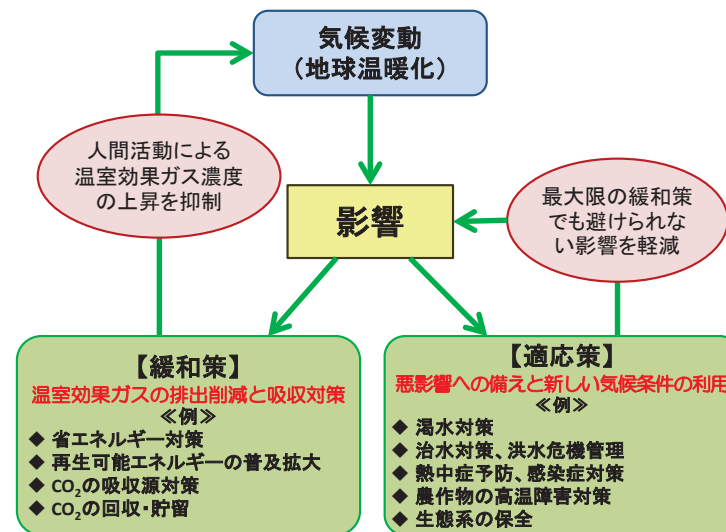 気候変動
（地球温暖化）
人間活動による
温室効果ガス濃度
の上昇を抑制
影響
最大限の緩和策
でも避けられな
い影響を軽減
【緩和策】
温室効果ガスの排出削減と吸収対策
≪例≫
◆ 省エネルギー対策
◆ 再生可能エネルギーの普及拡大
◆ CO₂の吸収源対策
◆ CO₂の回収・貯留
【適応策】
悪影響への備えと新しい気候条件の利用
≪例≫
◆ 渇水対策
◆ 治水対策、洪水危機管理
◆ 熱中症予防、感染症対策
◆ 農作物の高温障害対策
◆ 生態系の保全